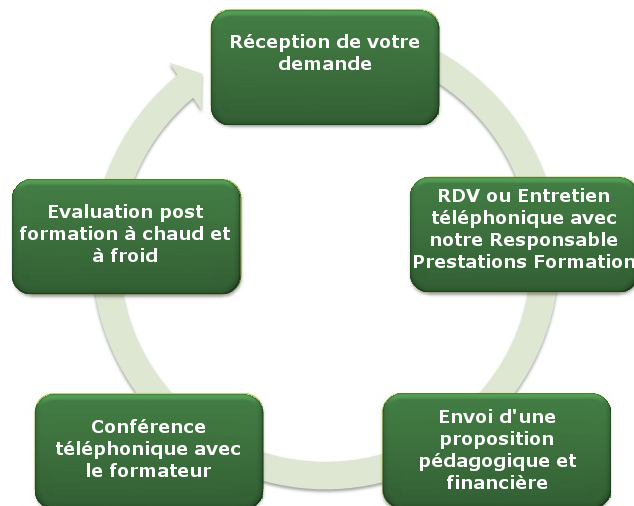 Réception de votre
demande
RDV ou Entretien
téléphonique avec
notre Responsable
Prestations Formation
Envoi d'une
proposition
pédagogique et
financière
Conférence
téléphonique avec
le formateur
Evaluation post
formation à chaud et
à froid